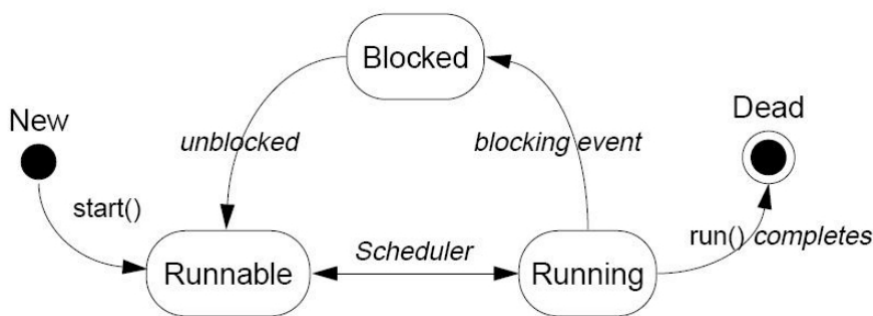 Blocked
New
Dead
unblocked
blocking event
start()
Scheduler
run() completes
Runnable
Running